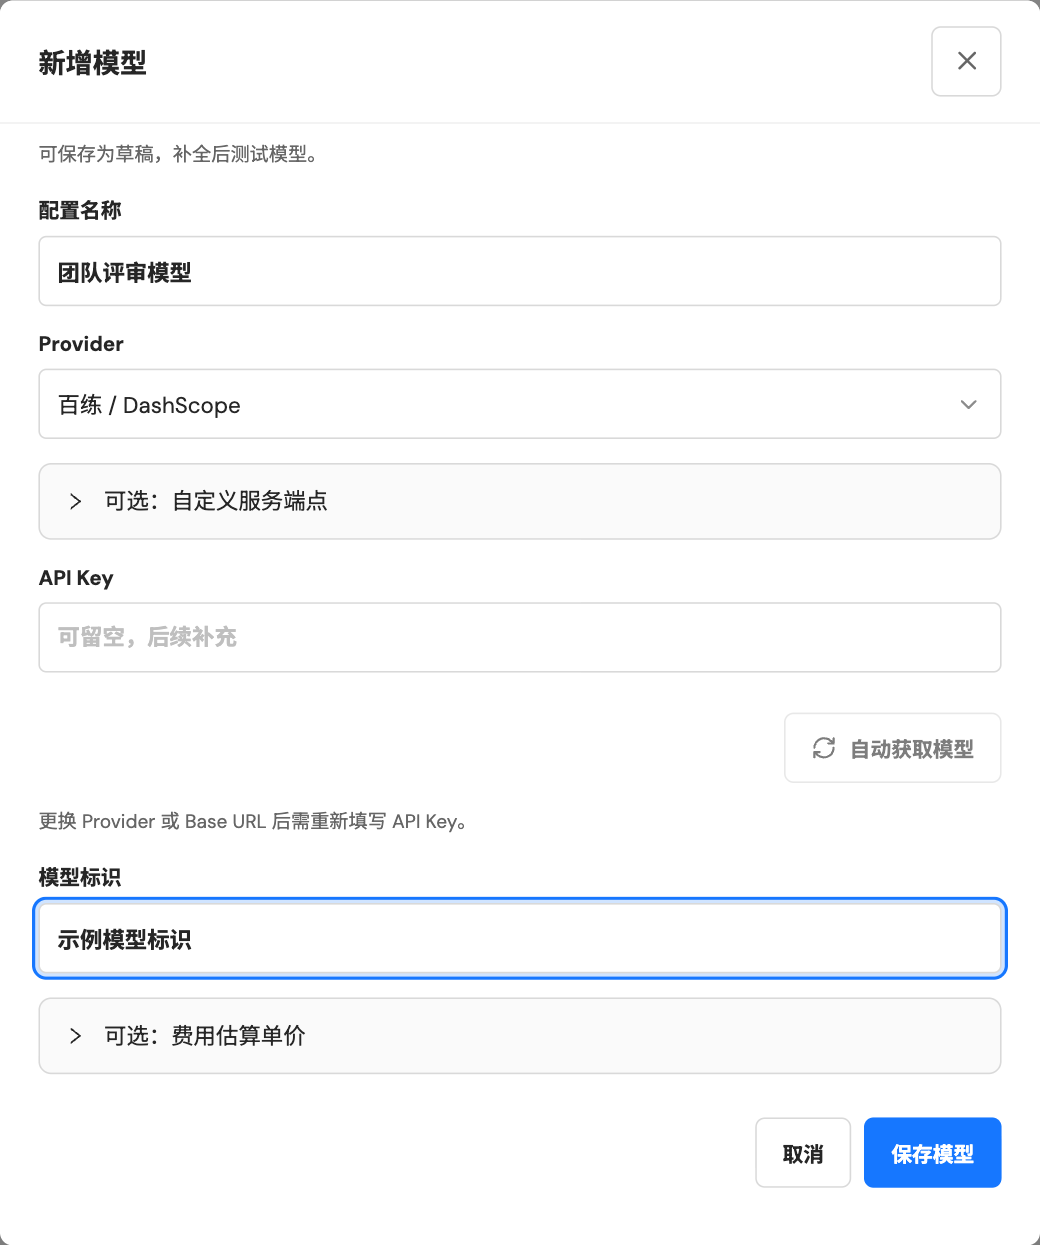 新增模型
可保存为草稿，补全后测试模型。
配置名称
团队评审模型
Provider
百练 / DashScope
可选：自定义服务端点
API Key
可留空，后续补充
自动获取模型
更换 Provider 或 Base URL 后需重新填写 API Key。
模型标识
示例模型标识
可选：费用估算单价
取消
保存模型